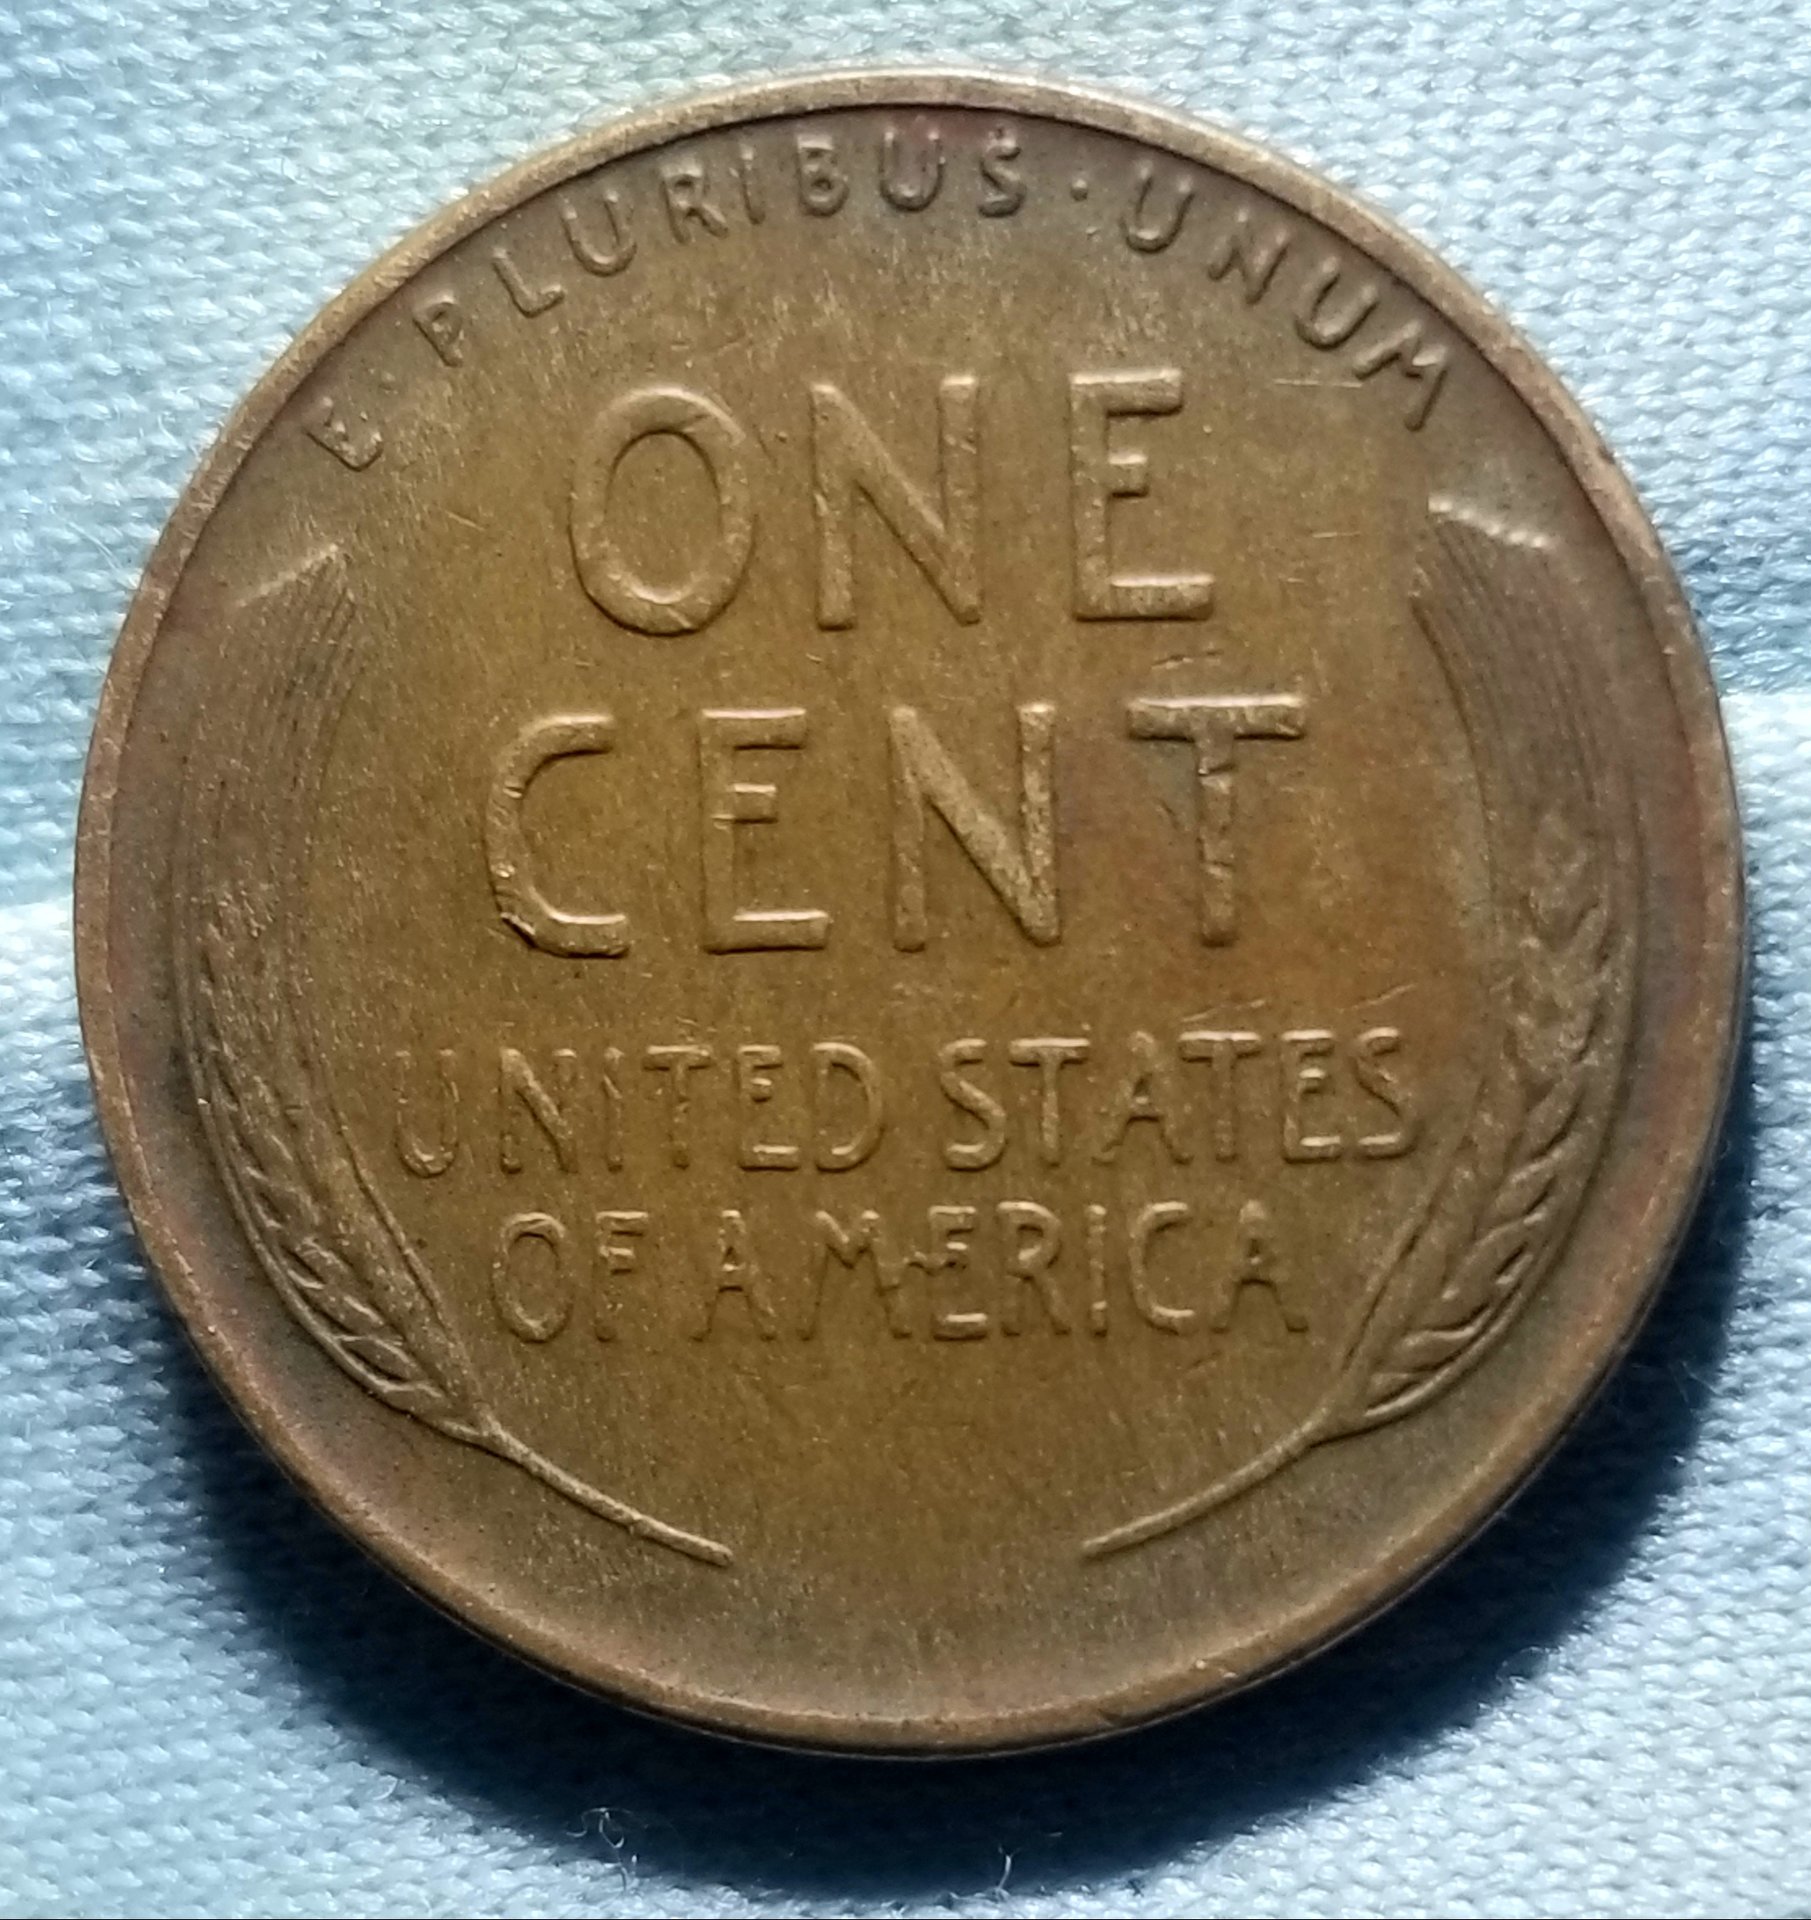 E·PLURIBUS·UNUM
ONE
CENT
UNITED STATES
OF AMERICA